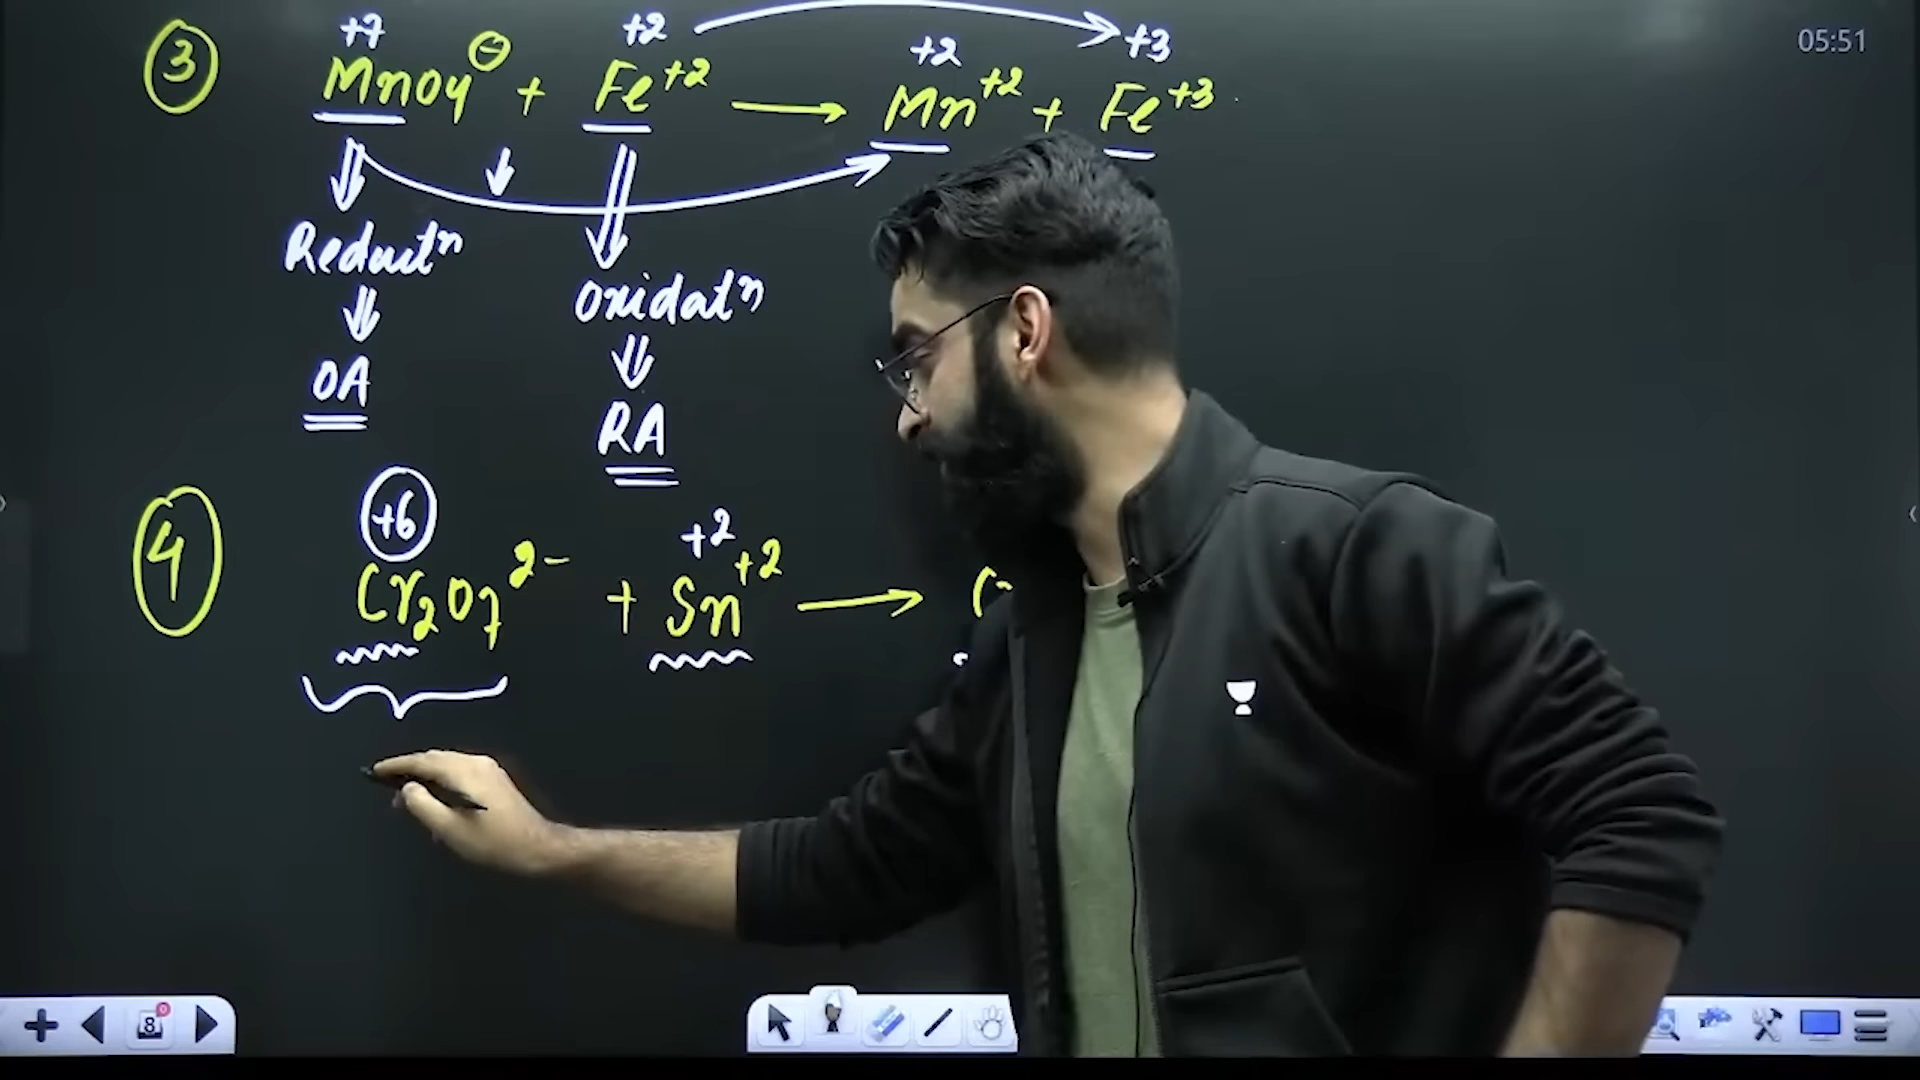 05:51
+7 +2 +2 +3
③ MnO4⊖ + Fe+2 ⟶ Mn+2 + Fe+3
Reductn
Oxidatn
OA
RA
+6 +2
④ Cr2O7 2- + Sn+2 ⟶
8 0